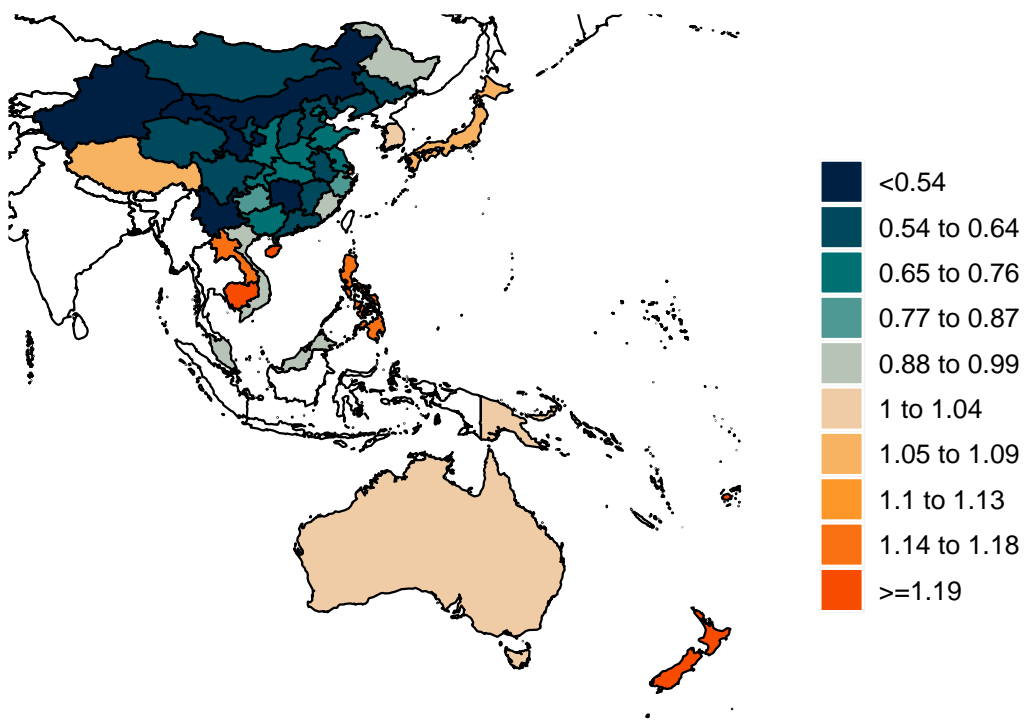 <0.54
0.54 to 0.64
0.65 to 0.76
0.77 to 0.87
0.88 to 0.99
1 to 1.04
1.05 to 1.09
1.1 to 1.13
1.14 to 1.18
>=1.19